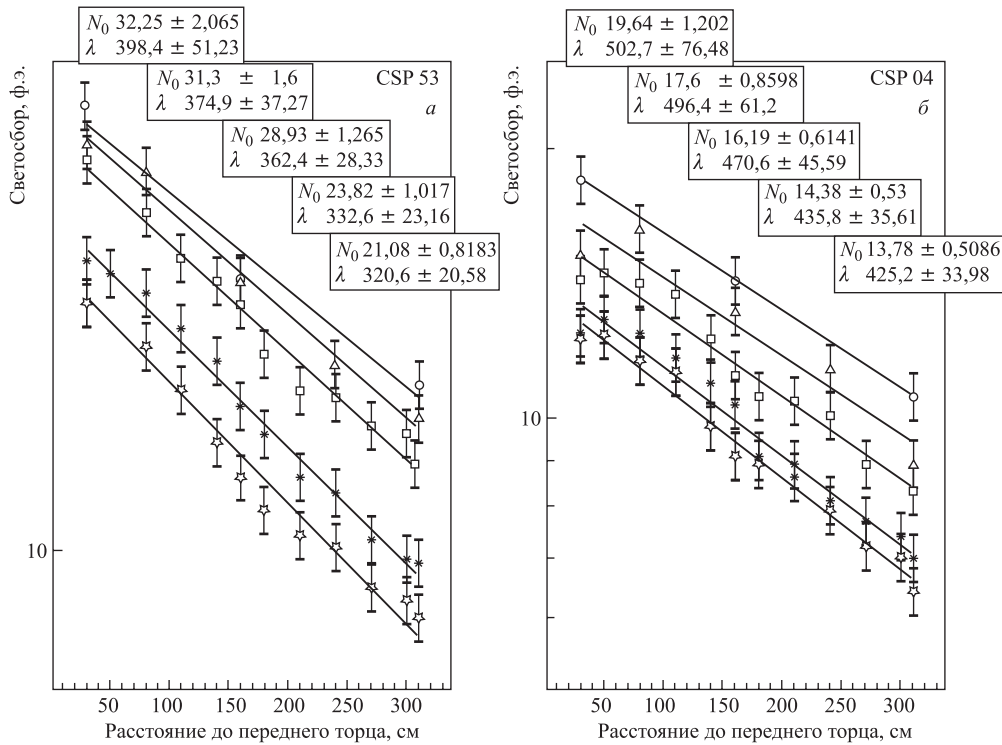 N0 32,25 ± 2,065
λ 398,4 ± 51,23
N0 31,3 ± 1,6
λ 374,9 ± 37,27
CSP 53
а
N0 28,93 ± 1,265
λ 362,4 ± 28,33
N0 23,82 ± 1,017
λ 332,6 ± 23,16
N0 21,08 ± 0,8183
λ 320,6 ± 20,58
Светосбор, ф.э.
10
50 100 150 200 250 300
Расстояние до переднего торца, см
N0 19,64 ± 1,202
λ 502,7 ± 76,48
N0 17,6 ± 0,8598
λ 496,4 ± 61,2
CSP 04
б
N0 16,19 ± 0,6141
λ 470,6 ± 45,59
N0 14,38 ± 0,53
λ 435,8 ± 35,61
N0 13,78 ± 0,5086
λ 425,2 ± 33,98
Светосбор, ф.э.
10
50 100 150 200 250 300
Расстояние до переднего торца, см